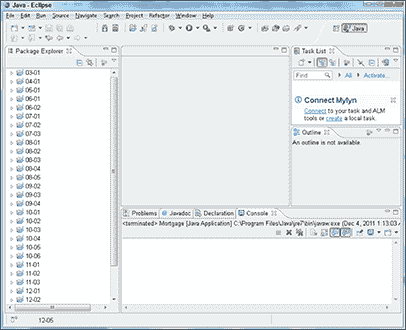 Java - Eclipse
File Edit Run Source Navigate Search Project Refactor Window Help
Java
Package Explorer
03-01
04-01
05-01
06-01
07-01
07-02
07-03
08-01
08-02
08-03
08-04
08-05
09-01
09-02
09-03
09-04
10-01
10-02
10-03
10-04
10-05
10-06
11-01
11-02
11-03
12-01
12-02
12-06
Task List
Find
All
Activate...
Connect Mylyn
Connect to your task and ALM
tools or create a local task.
Outline
An outline is not available.
Problems
Javadoc
Declaration
Console
<terminated> Mortgage [Java Application] C:\Program Files\Java\jre7\bin\javaw.exe (Dec 4, 2011 1:13:03